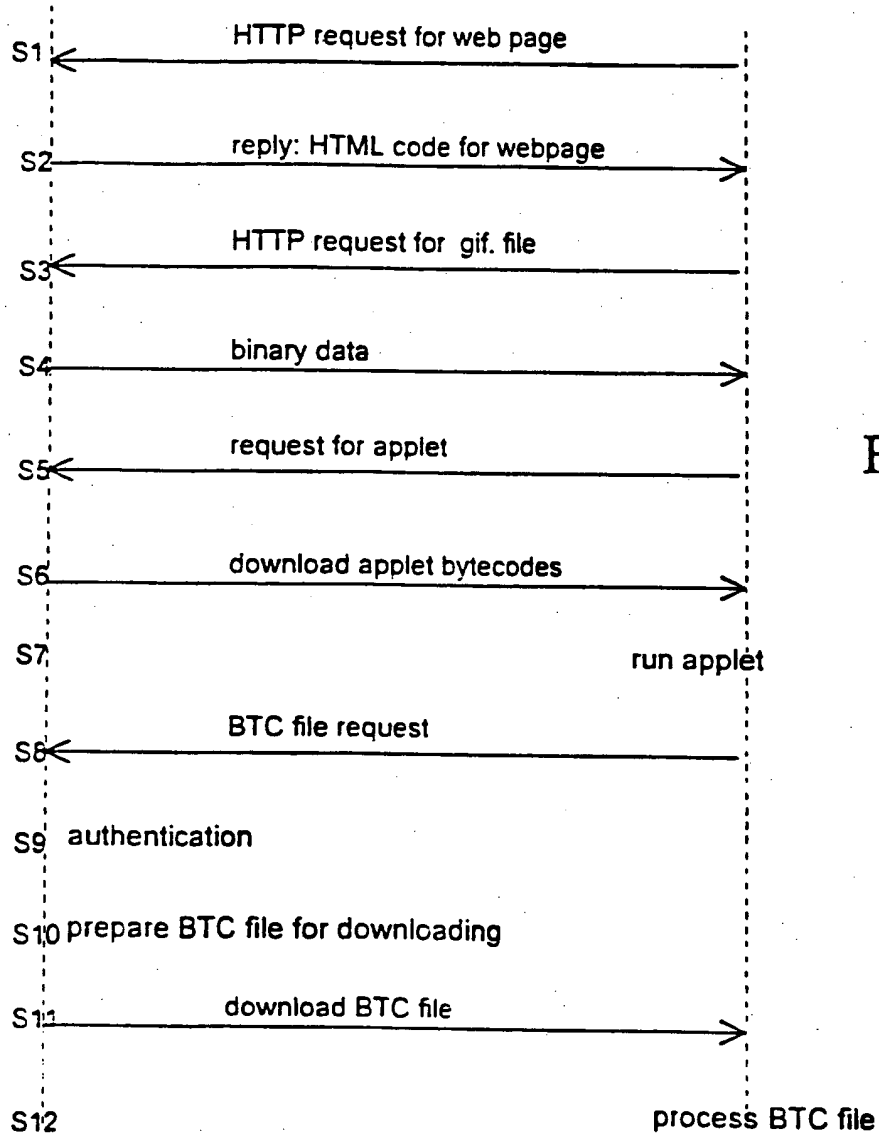 HTTP request for web page
S1
reply: HTML code for webpage
S2
HTTP request for gif. file
S3
binary data
S4
request for applet
S5
download applet bytecodes
S6
S7 run applet
BTC file request
S8
S9 authentication
S10 prepare BTC file for downloading
download BTC file
S11
S12 process BTC file